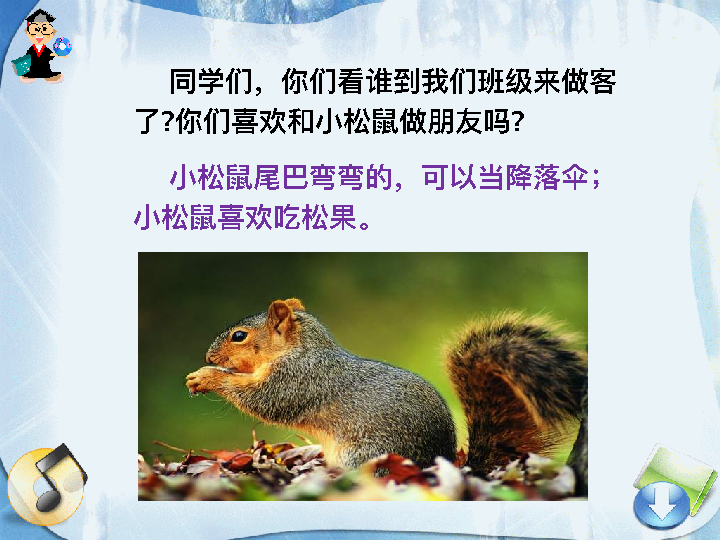 同学们，你们看谁到我们班级来做客
了?你们喜欢和小松鼠做朋友吗?
小松鼠尾巴弯弯的，可以当降落伞；
小松鼠喜欢吃松果。